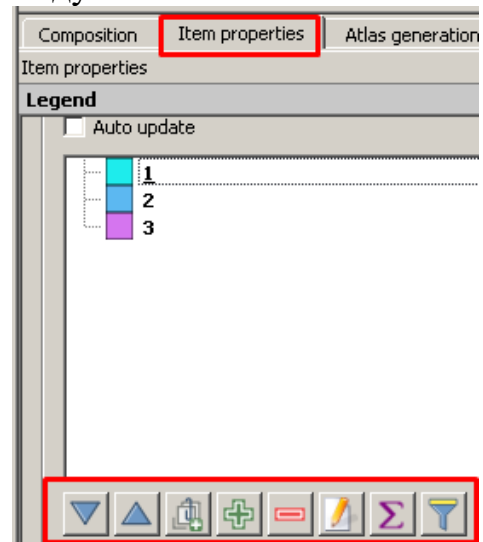 Composition Item properties Atlas generation
Item properties
Legend
Auto update
1
2
3